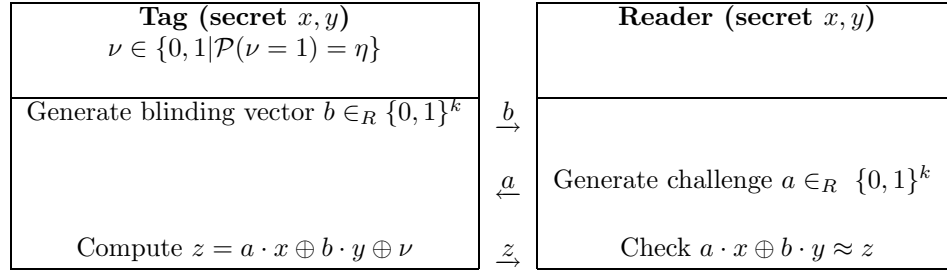 Tag (secret x, y)
ν ∈ {0, 1|P(ν = 1) = η}
Reader (secret x, y)
Generate blinding vector b ∈_R {0, 1}^k
b
→
a
←
Generate challenge a ∈_R {0, 1}^k
Compute z = a · x ⊕ b · y ⊕ ν
z
→
Check a · x ⊕ b · y ≈ z